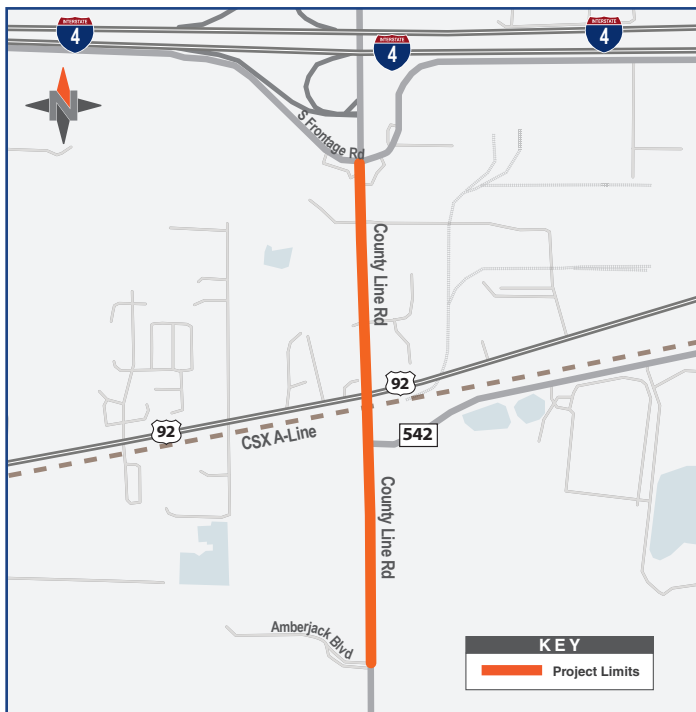 INTERSTATE
4
INTERSTATE
4
INTERSTATE
4
N
S Frontage Rd
County Line Rd
92
92
CSX A-Line
542
County Line Rd
Amberjack Blvd
KEY
Project Limits